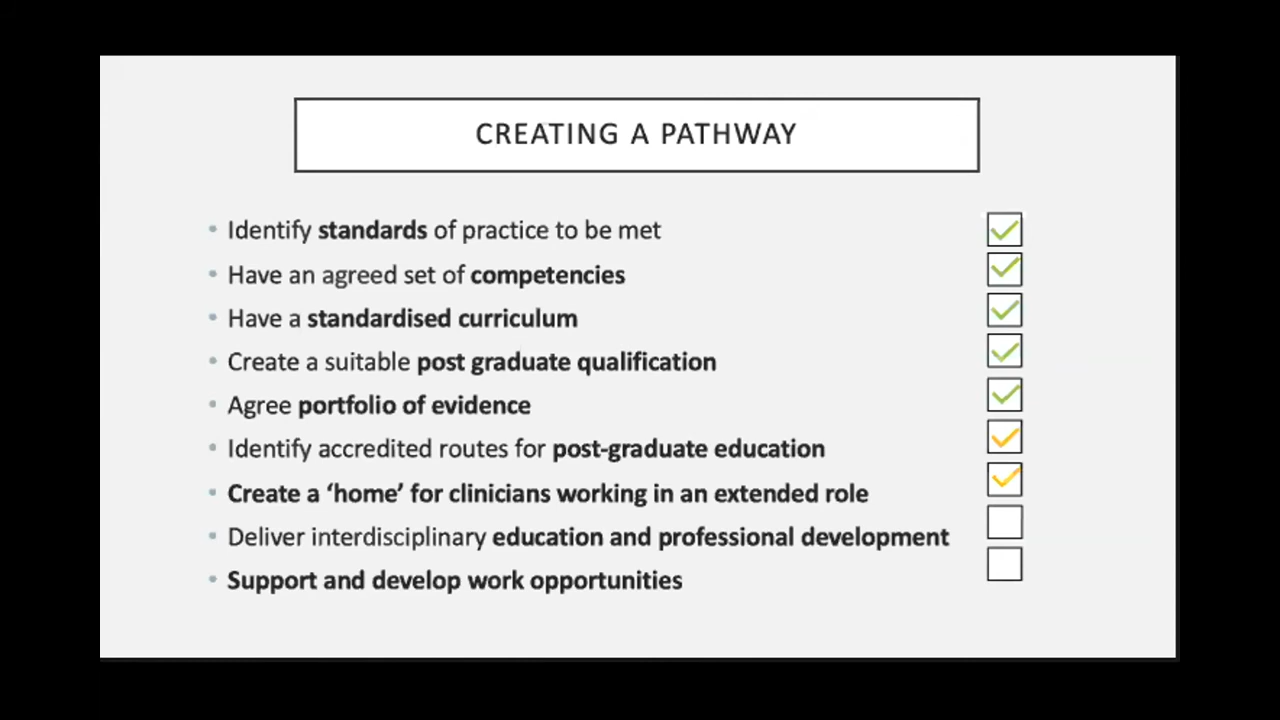 CREATING A PATHWAY
• Identify standards of practice to be met
• Have an agreed set of competencies
• Have a standardised curriculum
• Create a suitable post graduate qualification
• Agree portfolio of evidence
• Identify accredited routes for post-graduate education
• Create a ‘home’ for clinicians working in an extended role
• Deliver interdisciplinary education and professional development
• Support and develop work opportunities